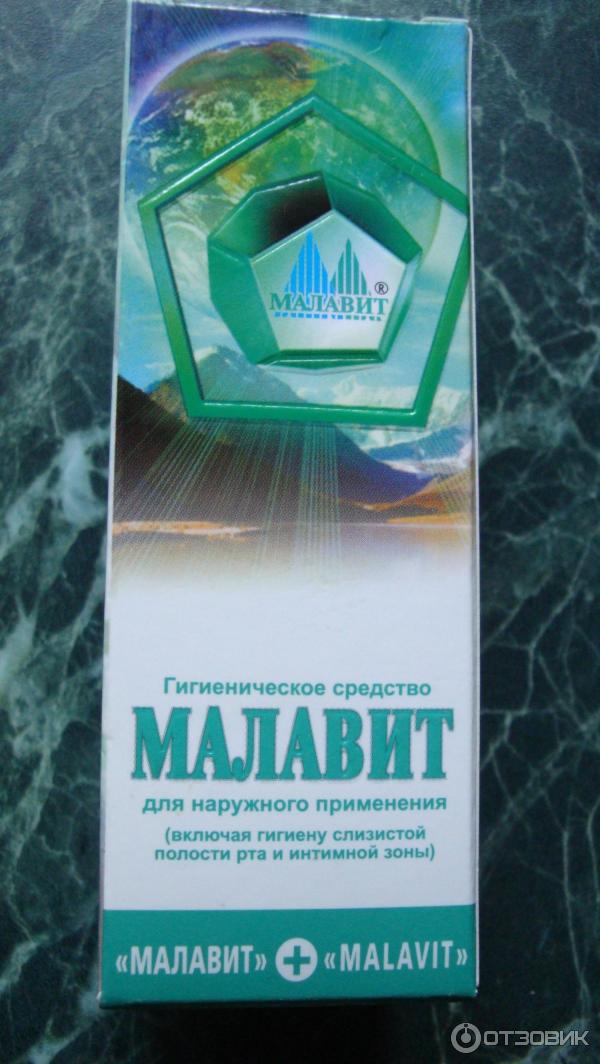 МАЛАВИТ®
Гигиеническое средство
МАЛАВИТ
для наружного применения
(включая гигиену слизистой
полости рта и интимной зоны)
«МАЛАВИТ» + «MALAVIT»
ОТЗОВИК